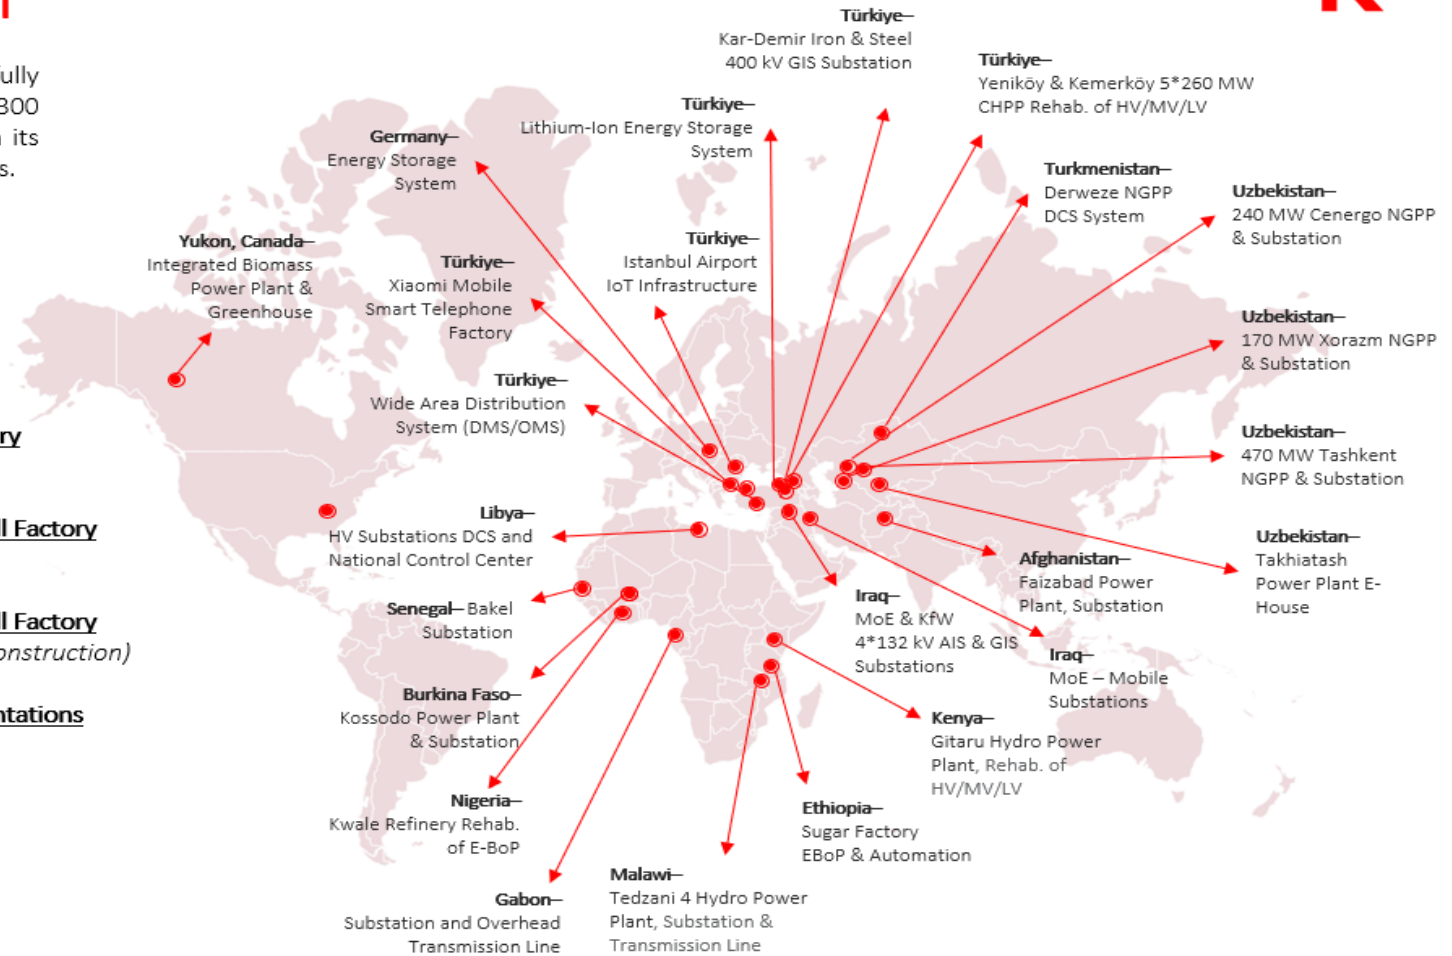 ully
300
its
s.
ry
ll Factory
ll Factory
onstruction)
ntations
Türkiye–
Kar-Demir Iron & Steel
400 kV GIS Substation
Türkiye–
Yeniköy & Kemerköy 5*260 MW
CHPP Rehab. of HV/MV/LV
Türkiye–
Lithium-Ion Energy Storage
System
Germany–
Energy Storage
System
Turkmenistan–
Derweze NGPP
DCS System
Uzbekistan–
240 MW Cenergo NGPP
& Substation
Yukon, Canada–
Integrated Biomass
Power Plant &
Greenhouse
Türkiye–
Xiaomi Mobile
Smart Telephone
Factory
Türkiye–
Istanbul Airport
IoT Infrastructure
Uzbekistan–
170 MW Xorazm NGPP
& Substation
Türkiye–
Wide Area Distribution
System (DMS/OMS)
Uzbekistan–
470 MW Tashkent
NGPP & Substation
Libya–
HV Substations DCS and
National Control Center
Uzbekistan–
Takhiatash
Power Plant E-
House
Afghanistan–
Faizabad Power
Plant, Substation
Senegal– Bakel
Substation
Iraq–
MoE & KfW
4*132 kV AIS & GIS
Substations
Iraq–
MoE – Mobile
Substations
Burkina Faso–
Kossodo Power Plant
& Substation
Kenya–
Gitaru Hydro Power
Plant, Rehab. of
HV/MV/LV
Nigeria–
Kwale Refinery Rehab.
of E-BoP
Ethiopia–
Sugar Factory
EBoP & Automation
Gabon–
Substation and Overhead
Transmission Line
Malawi–
Tedzani 4 Hydro Power
Plant, Substation &
Transmission Line